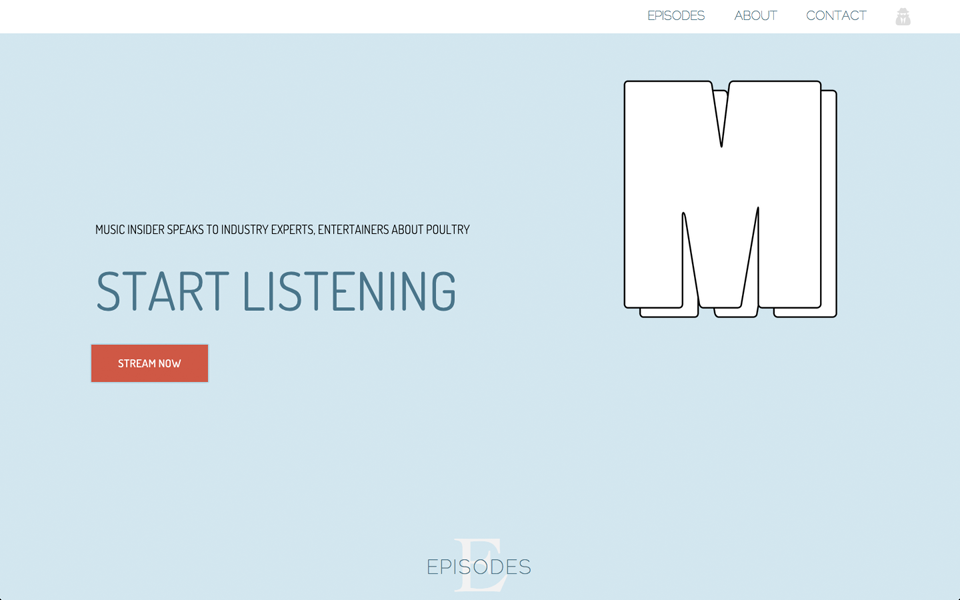 EPISODES ABOUT CONTACT
M
MUSIC INSIDER SPEAKS TO INDUSTRY EXPERTS, ENTERTAINERS ABOUT POULTRY
START LISTENING
STREAM NOW
E
EPISODES